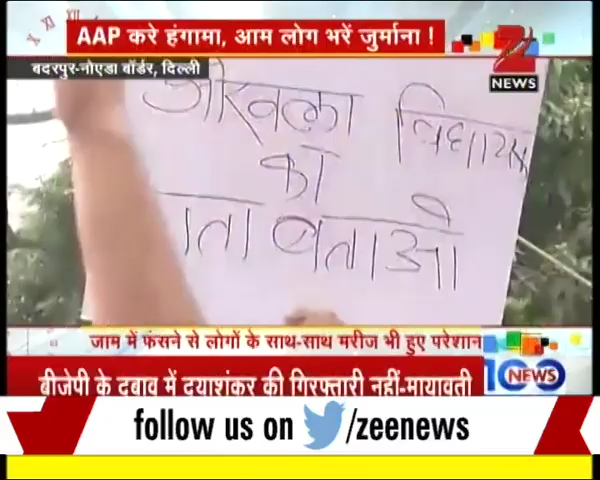 AAP करे हंगामा, आम लोग भरें जुर्माना !
ZEE
NEWS
बदरपुर-नोएडा बॉर्डर, दिल्ली
ओखला विधायक
का
ता बताओ
जाम में फंसने से लोगों के साथ-साथ मरीज भी हुए परेशान
बीजेपी के दबाव में दयाशंकर की गिरफ्तारी नहीं-मायावती
100 NEWS
follow us on /zeenews